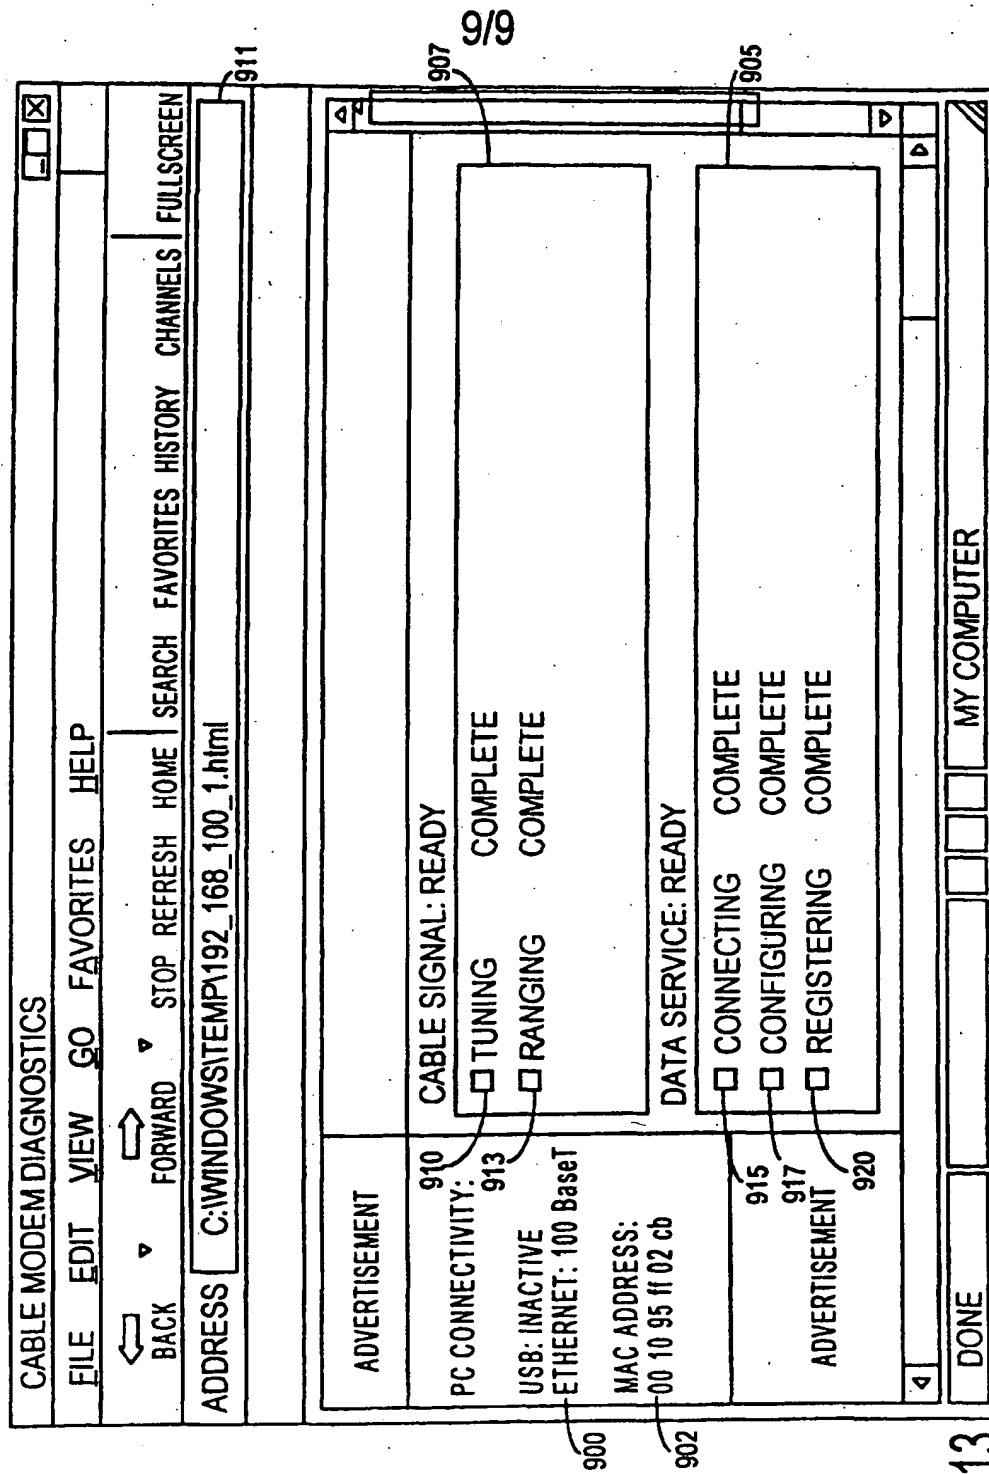 9/9
CABLE MODEM DIAGNOSTICS
FILE EDIT VIEW GO FAVORITES HELP
BACK FORWARD STOP REFRESH HOME SEARCH FAVORITES HISTORY CHANNELS FULLSCREEN
ADDRESS C:\WINDOWS\TEMP\192_168_100_1.html
911
ADVERTISEMENT
PC CONNECTIVITY:
USB: INACTIVE
ETHERNET: 100 BaseT
900
MAC ADDRESS:
00 10 95 ff 02 cb
902
ADVERTISEMENT
CABLE SIGNAL: READY
907
910 TUNING COMPLETE
913 RANGING COMPLETE
DATA SERVICE: READY
905
915 CONNECTING COMPLETE
917 CONFIGURING COMPLETE
920 REGISTERING COMPLETE
DONE
MY COMPUTER
13